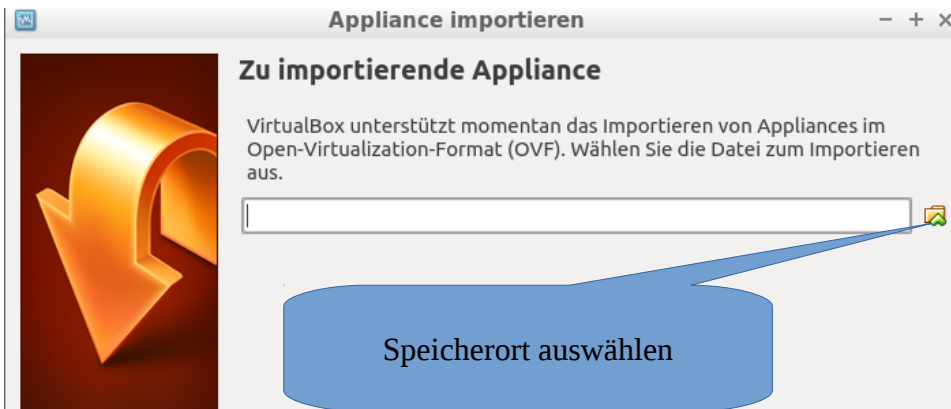 Appliance importieren
Zu importierende Appliance
VirtualBox unterstützt momentan das Importieren von Appliances im
Open-Virtualization-Format (OVF). Wählen Sie die Datei zum Importieren
aus.
Speicherort auswählen